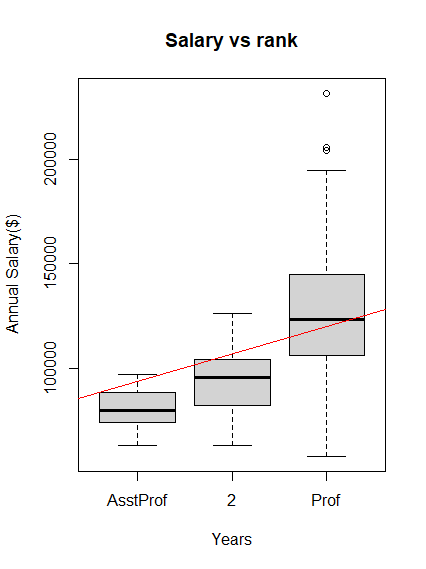 Salary vs rank
Annual Salary($)
200000
150000
100000
AsstProf 2 Prof
Years